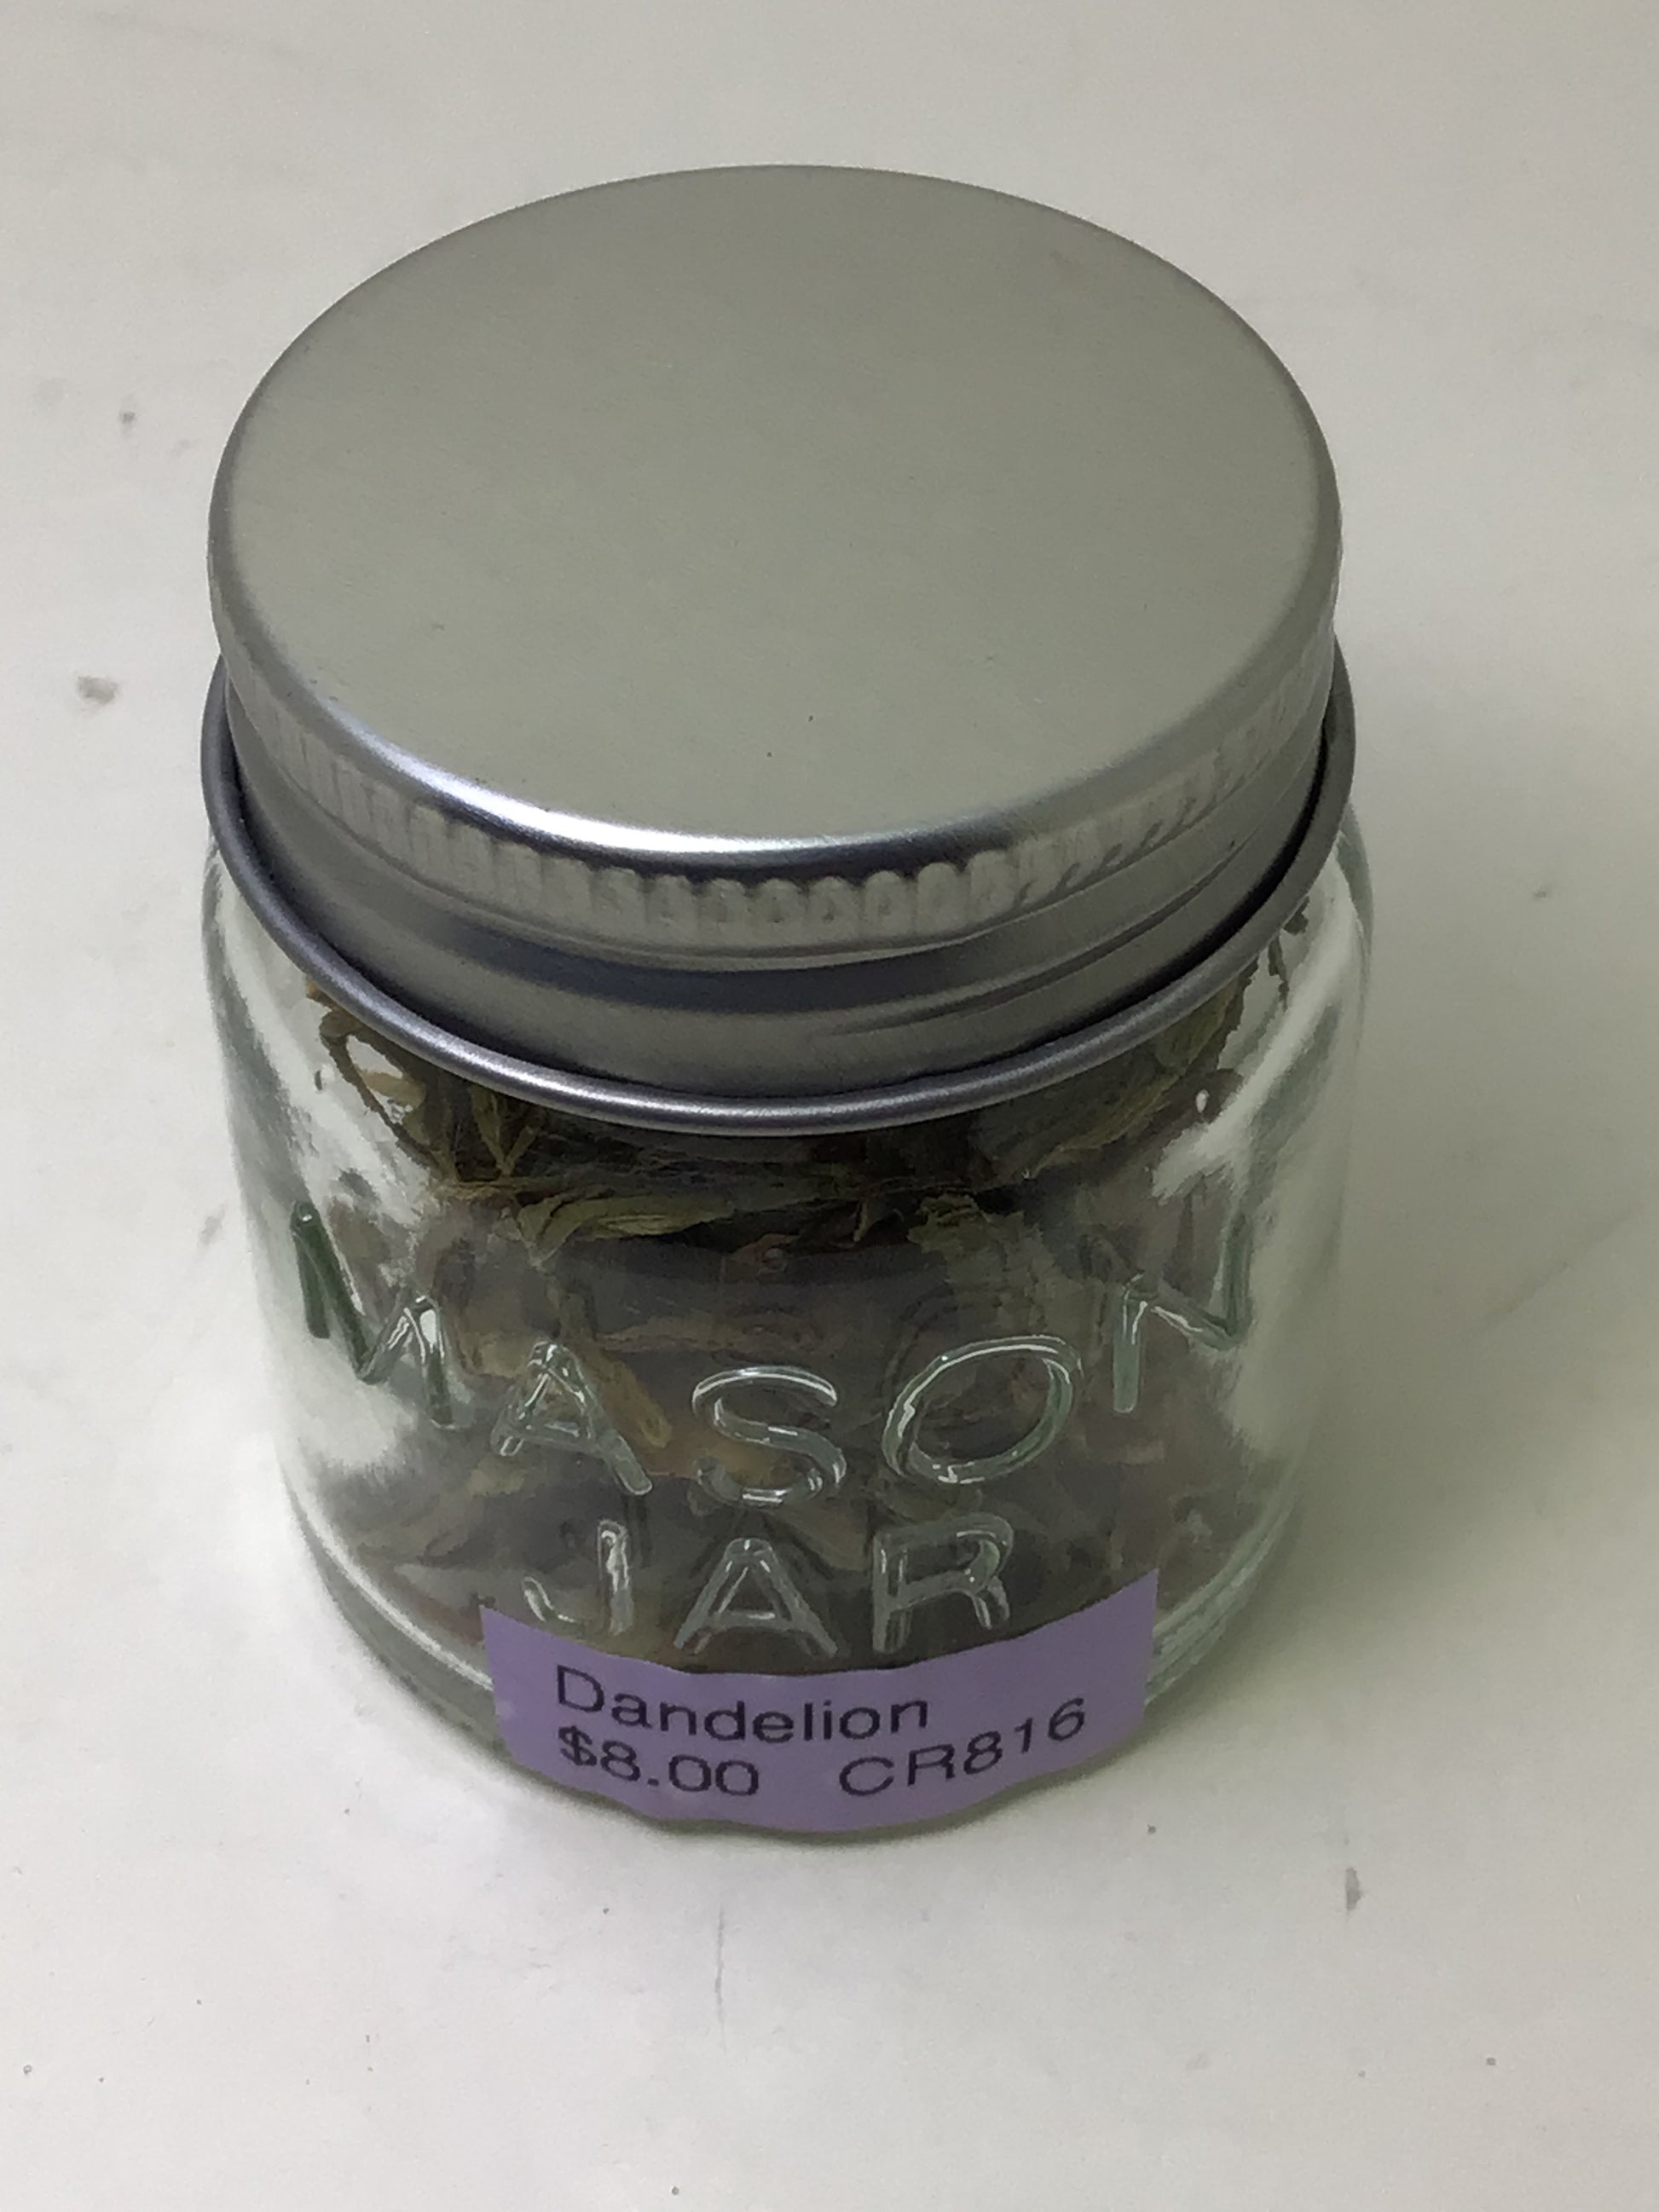 MASON
JAR
Dandelion
$8.00 CR816